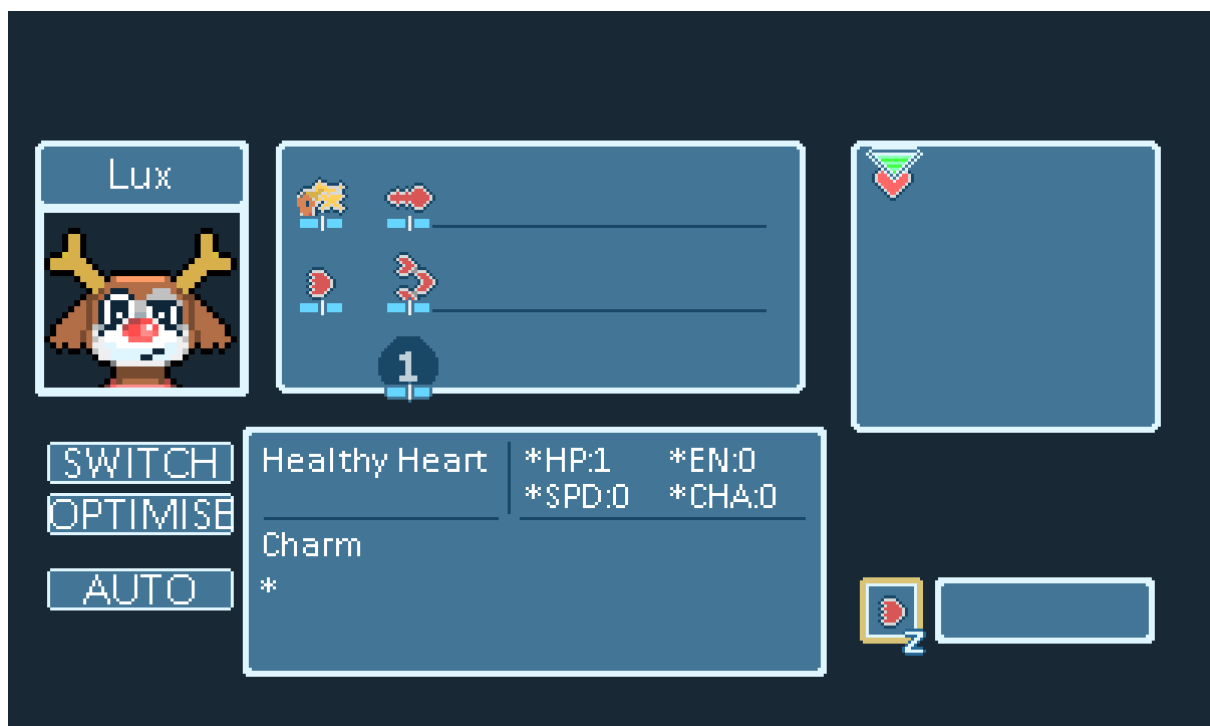 Lux
1
SWITCH
OPTIMISE
AUTO
Healthy Heart
*HP:1 *EN:0
*SPD:0 *CHA:0
Charm
*
Z